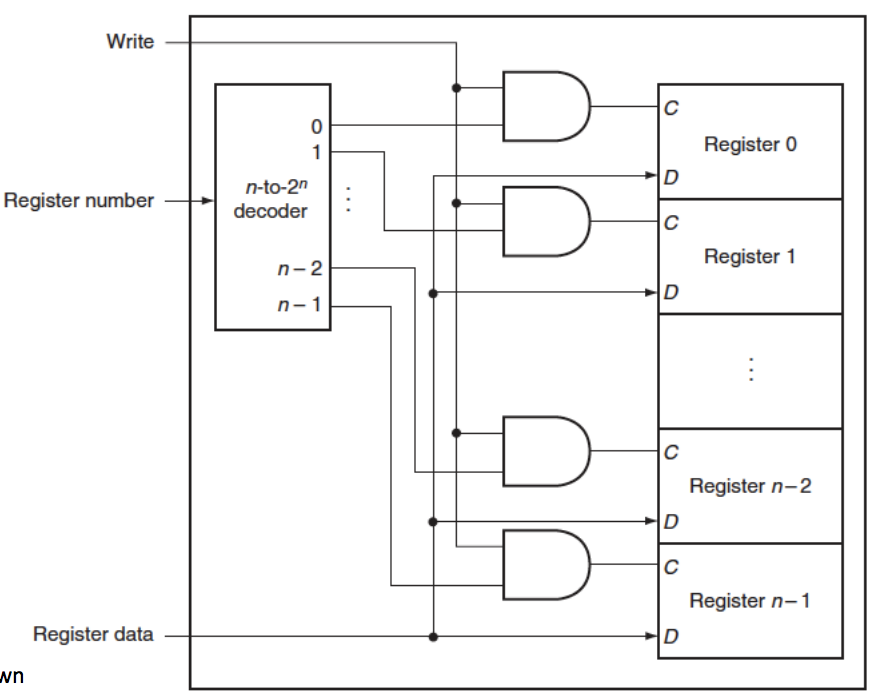 Write
0
1
n-to-2ⁿ
decoder
⋮
n – 2
n – 1
Register number
Register data
C
Register 0
D
C
Register 1
D
⋮
C
Register n – 2
D
C
Register n – 1
D
wn